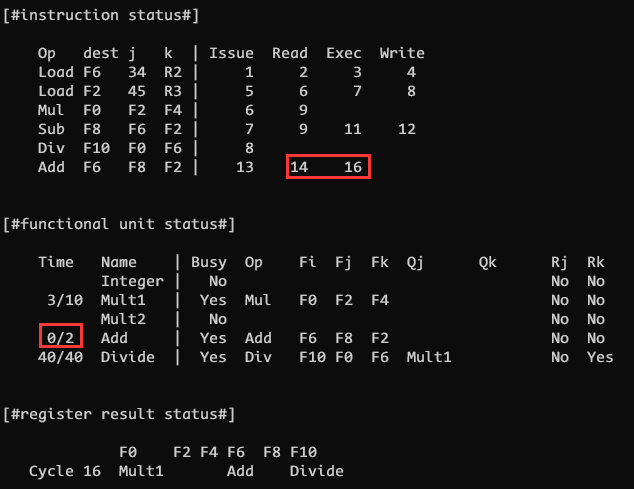 [#instruction status#]
Op dest j k | Issue Read Exec Write
Load F6 34 R2 | 1 2 3 4
Load F2 45 R3 | 5 6 7 8
Mul F0 F2 F4 | 6 9
Sub F8 F6 F2 | 7 9 11 12
Div F10 F0 F6 | 8
Add F6 F8 F2 | 13 14 16
[#functional unit status#]
Time Name | Busy Op Fi Fj Fk Qj Qk Rj Rk
Integer | No No No
3/10 Mult1 | Yes Mul F0 F2 F4 No No
Mult2 | No No No
0/2 Add | Yes Add F6 F8 F2 No No
40/40 Divide | Yes Div F10 F0 F6 Mult1 No Yes
[#register result status#]
F0 F2 F4 F6 F8 F10
Cycle 16 Mult1 Add Divide